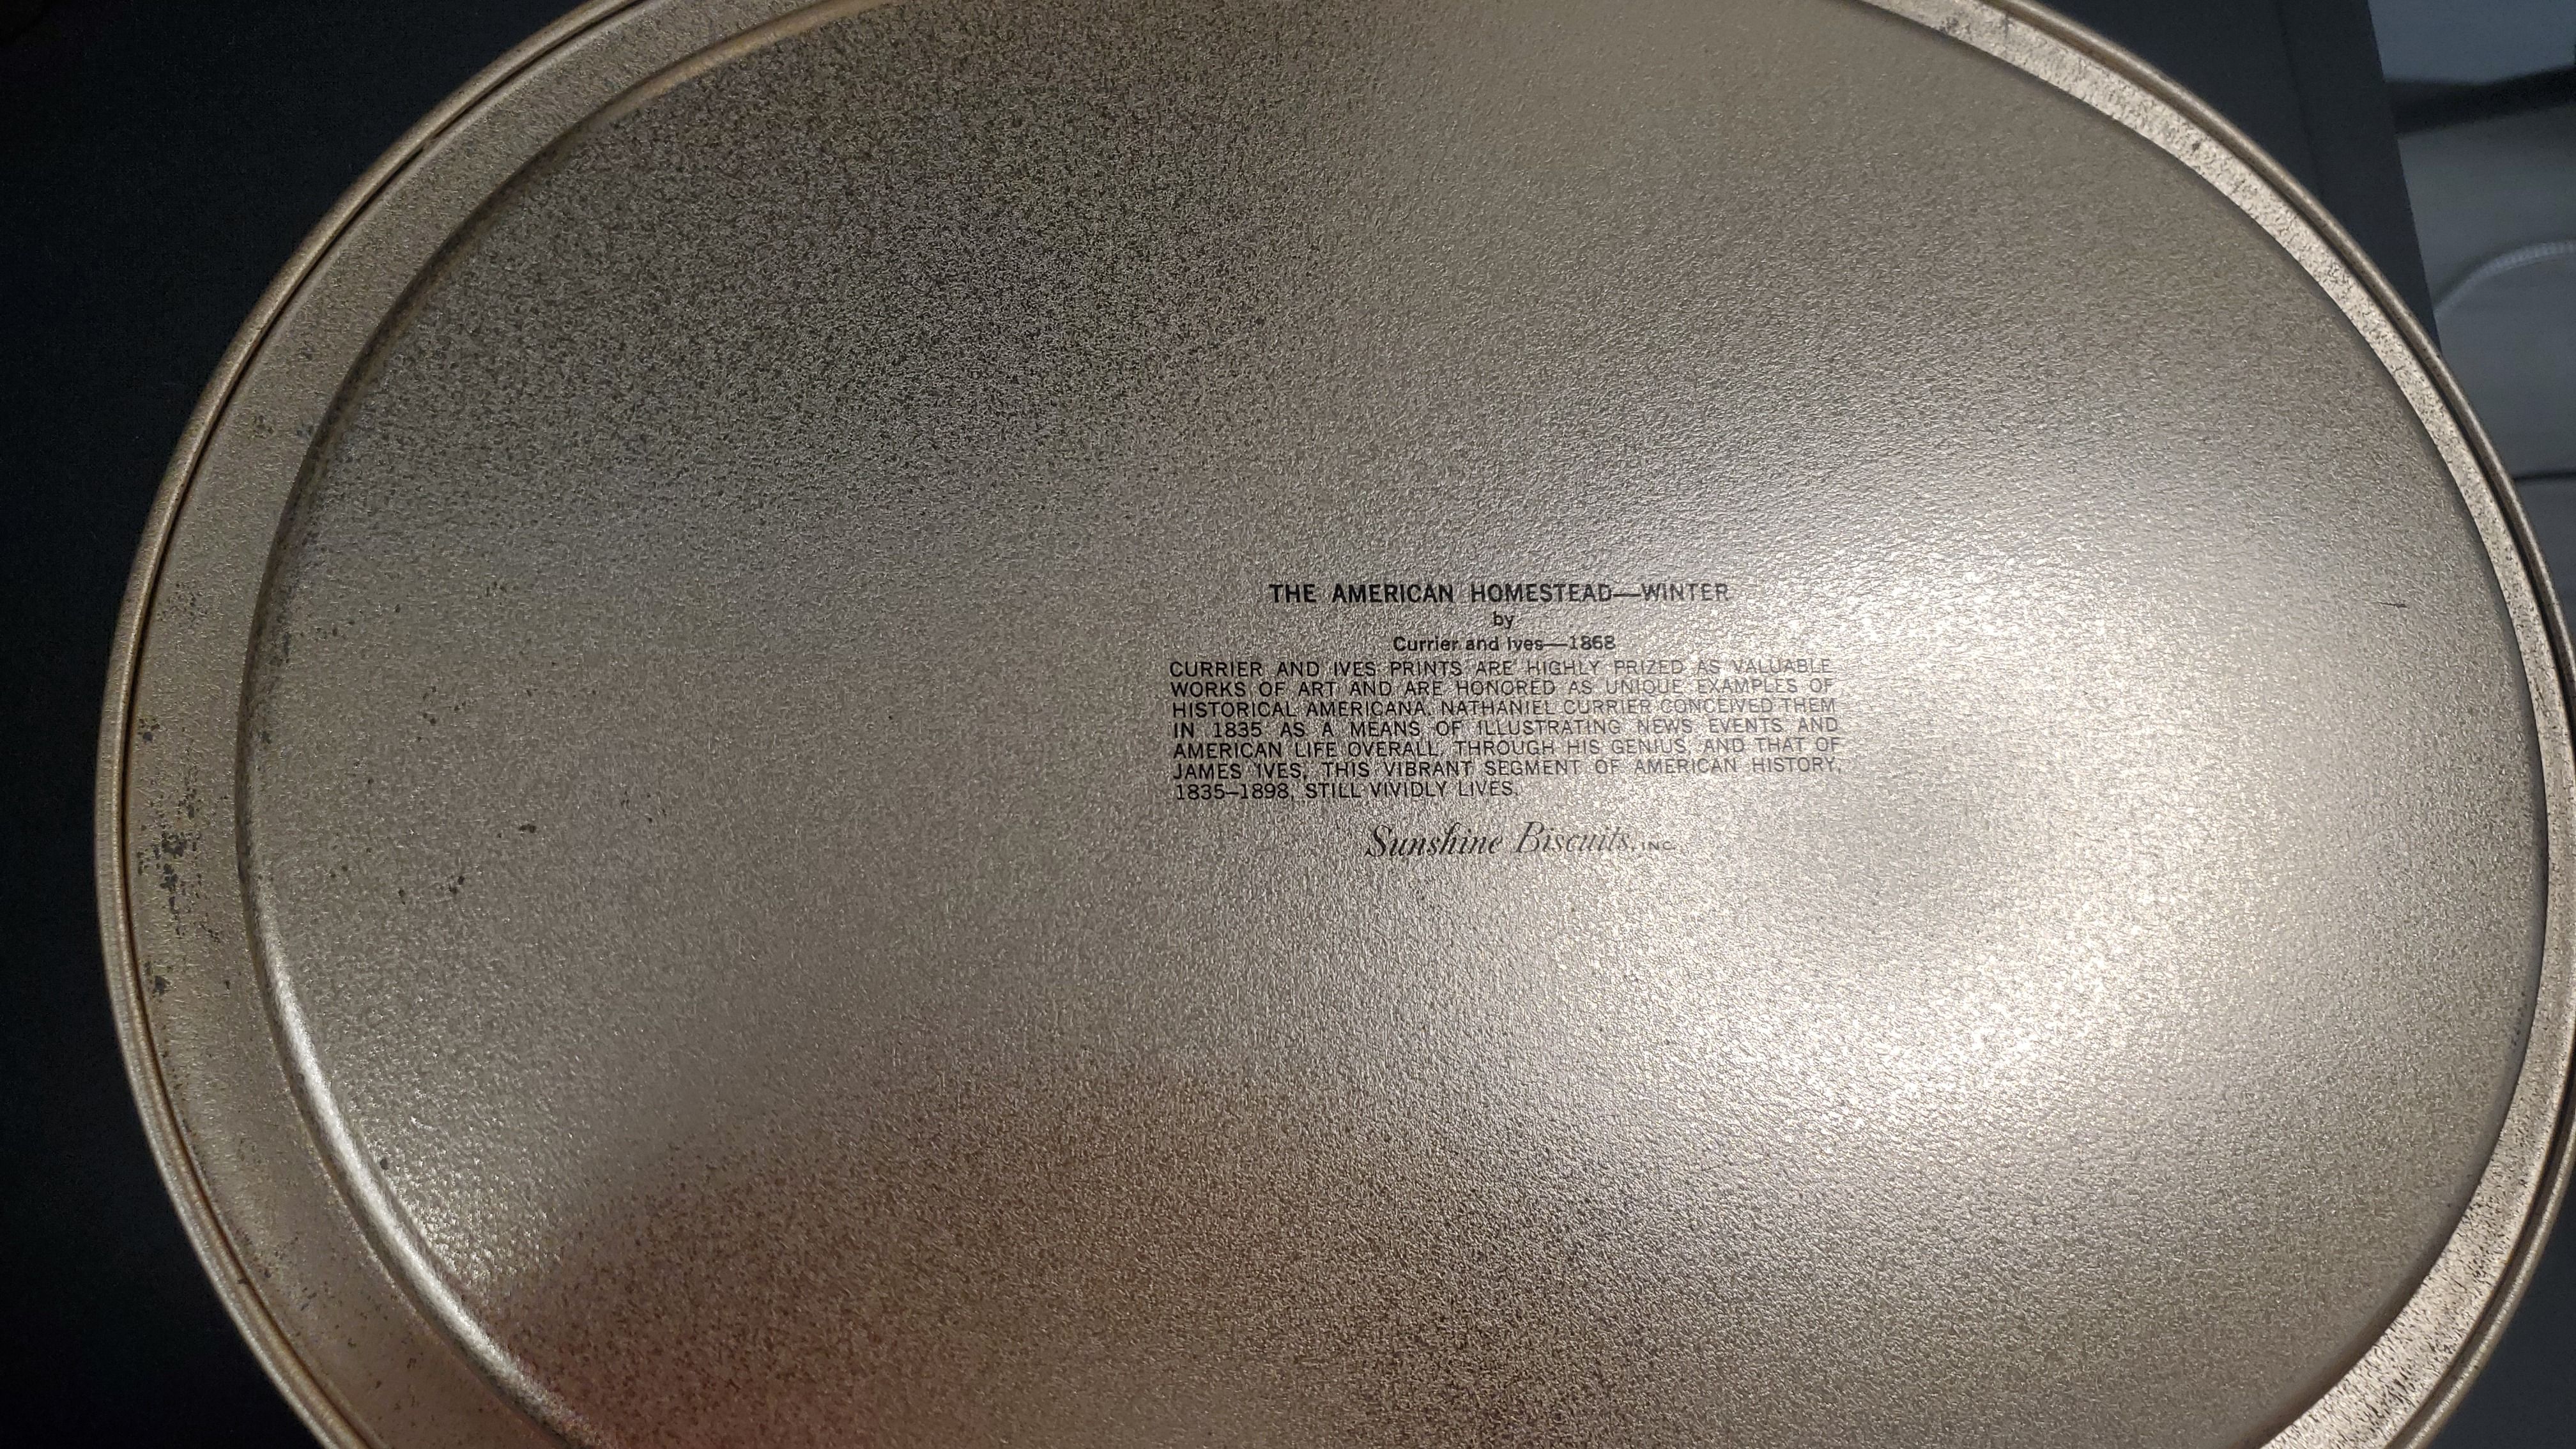 THE AMERICAN HOMESTEAD—WINTER
by
Currier and Ives—1868
CURRIER AND IVES PRINTS ARE HIGHLY PRIZED AS VALUABLE
WORKS OF ART AND ARE HONORED AS UNIQUE EXAMPLES OF
HISTORICAL AMERICANA. NATHANIEL CURRIER CONCEIVED THEM
IN 1835 AS A MEANS OF ILLUSTRATING NEWS EVENTS AND
AMERICAN LIFE OVERALL, THROUGH HIS GENIUS, AND THAT OF
JAMES IVES, THIS VIBRANT SEGMENT OF AMERICAN HISTORY,
1835–1898, STILL VIVIDLY LIVES.
Sunshine Biscuits, INC.